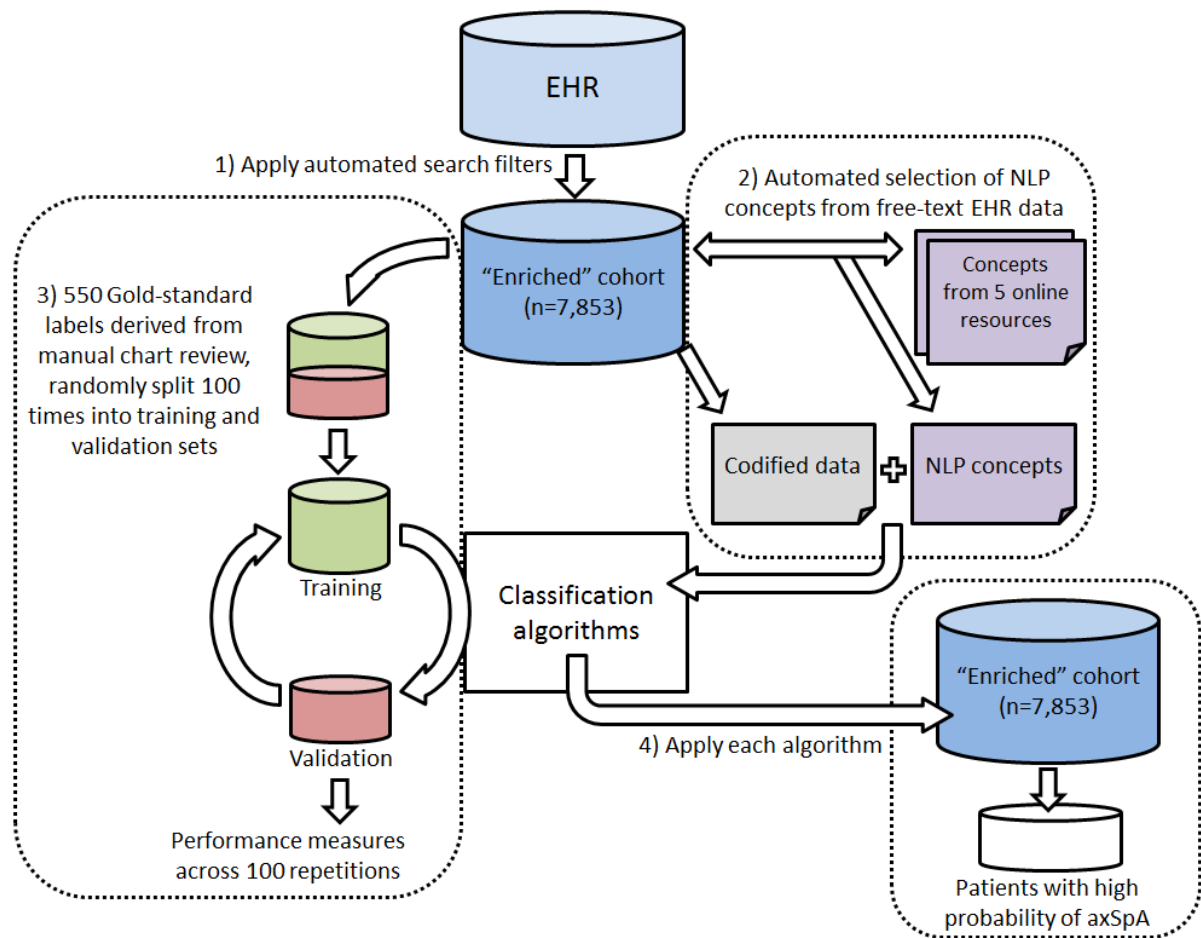 EHR
1) Apply automated search filters
"Enriched" cohort
(n=7,853)
2) Automated selection of NLP
concepts from free-text EHR data
Concepts
from 5 online
resources
Codified data
NLP concepts
3) 550 Gold-standard
labels derived from
manual chart review,
randomly split 100
times into training and
validation sets
Training
Validation
Performance measures
across 100 repetitions
Classification
algorithms
4) Apply each algorithm
"Enriched" cohort
(n=7,853)
Patients with high
probability of axSpA